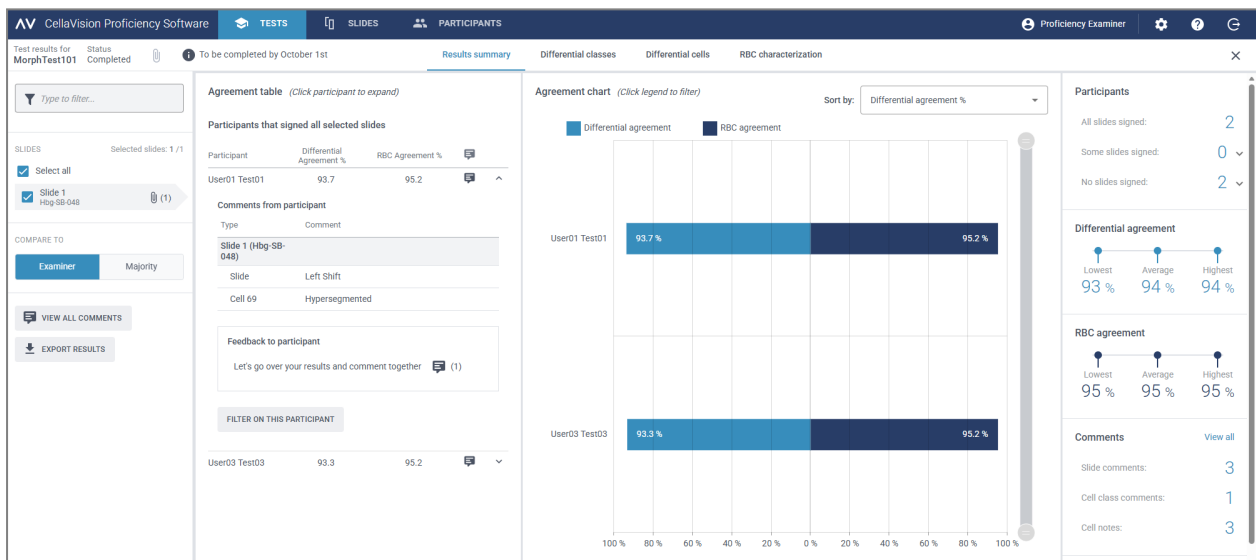 CellaVision Proficiency Software
TESTS
SLIDES
PARTICIPANTS
Proficiency Examiner
Test results for
MorphTest101
Status
Completed
To be completed by October 1st
Results summary
Differential classes
Differential cells
RBC characterization
Type to filter...
SLIDES
Selected slides: 1 /1
Select all
Slide 1
Hbg-SB-048
(1)
COMPARE TO
Examiner
Majority
VIEW ALL COMMENTS
EXPORT RESULTS
Agreement table (Click participant to expand)
Participants that signed all selected slides
Participant
Differential
Agreement %
RBC Agreement %
User01 Test01 93.7 95.2
Comments from participant
Type Comment
Slide 1 (Hbg-SB-
048)
Slide Left Shift
Cell 69 Hypersegmented
Feedback to participant
Let's go over your results and comment together (1)
FILTER ON THIS PARTICIPANT
User03 Test03 93.3 95.2
Agreement chart (Click legend to filter)
Sort by: Differential agreement %
Differential agreement
RBC agreement
User01 Test01 93.7 % 95.2 %
User03 Test03 93.3 % 95.2 %
100 % 80 % 60 % 40 % 20 % 0 % 20 % 40 % 60 % 80 % 100 %
Participants
All slides signed: 2
Some slides signed: 0
No slides signed: 2
Differential agreement
Lowest Average Highest
93 % 94 % 94 %
RBC agreement
Lowest Average Highest
95 % 95 % 95 %
Comments View all
Slide comments: 3
Cell class comments: 1
Cell notes: 3